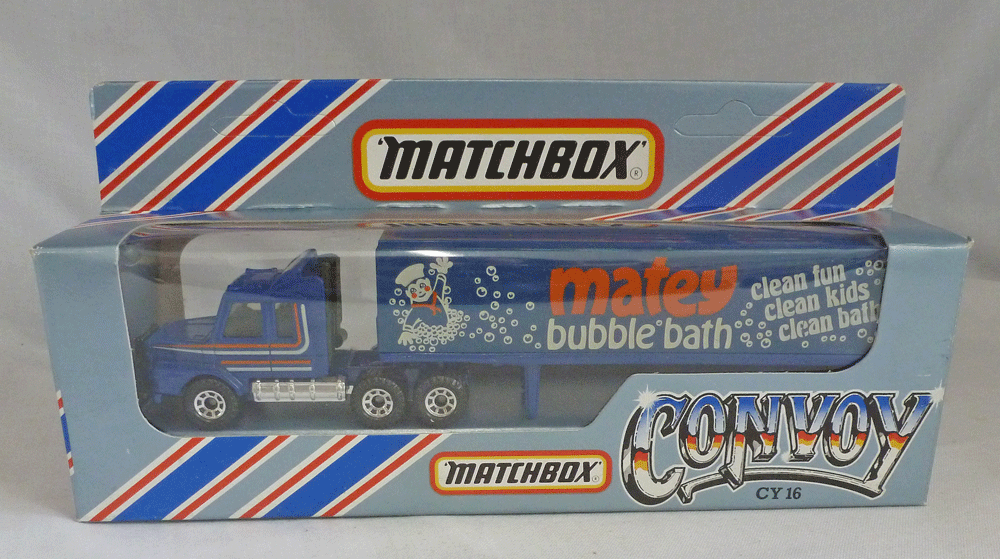 'MATCHBOX'®
matey
bubble bath
clean fun
clean kids
clean bath
'MATCHBOX'®
CONVOY
CY 16